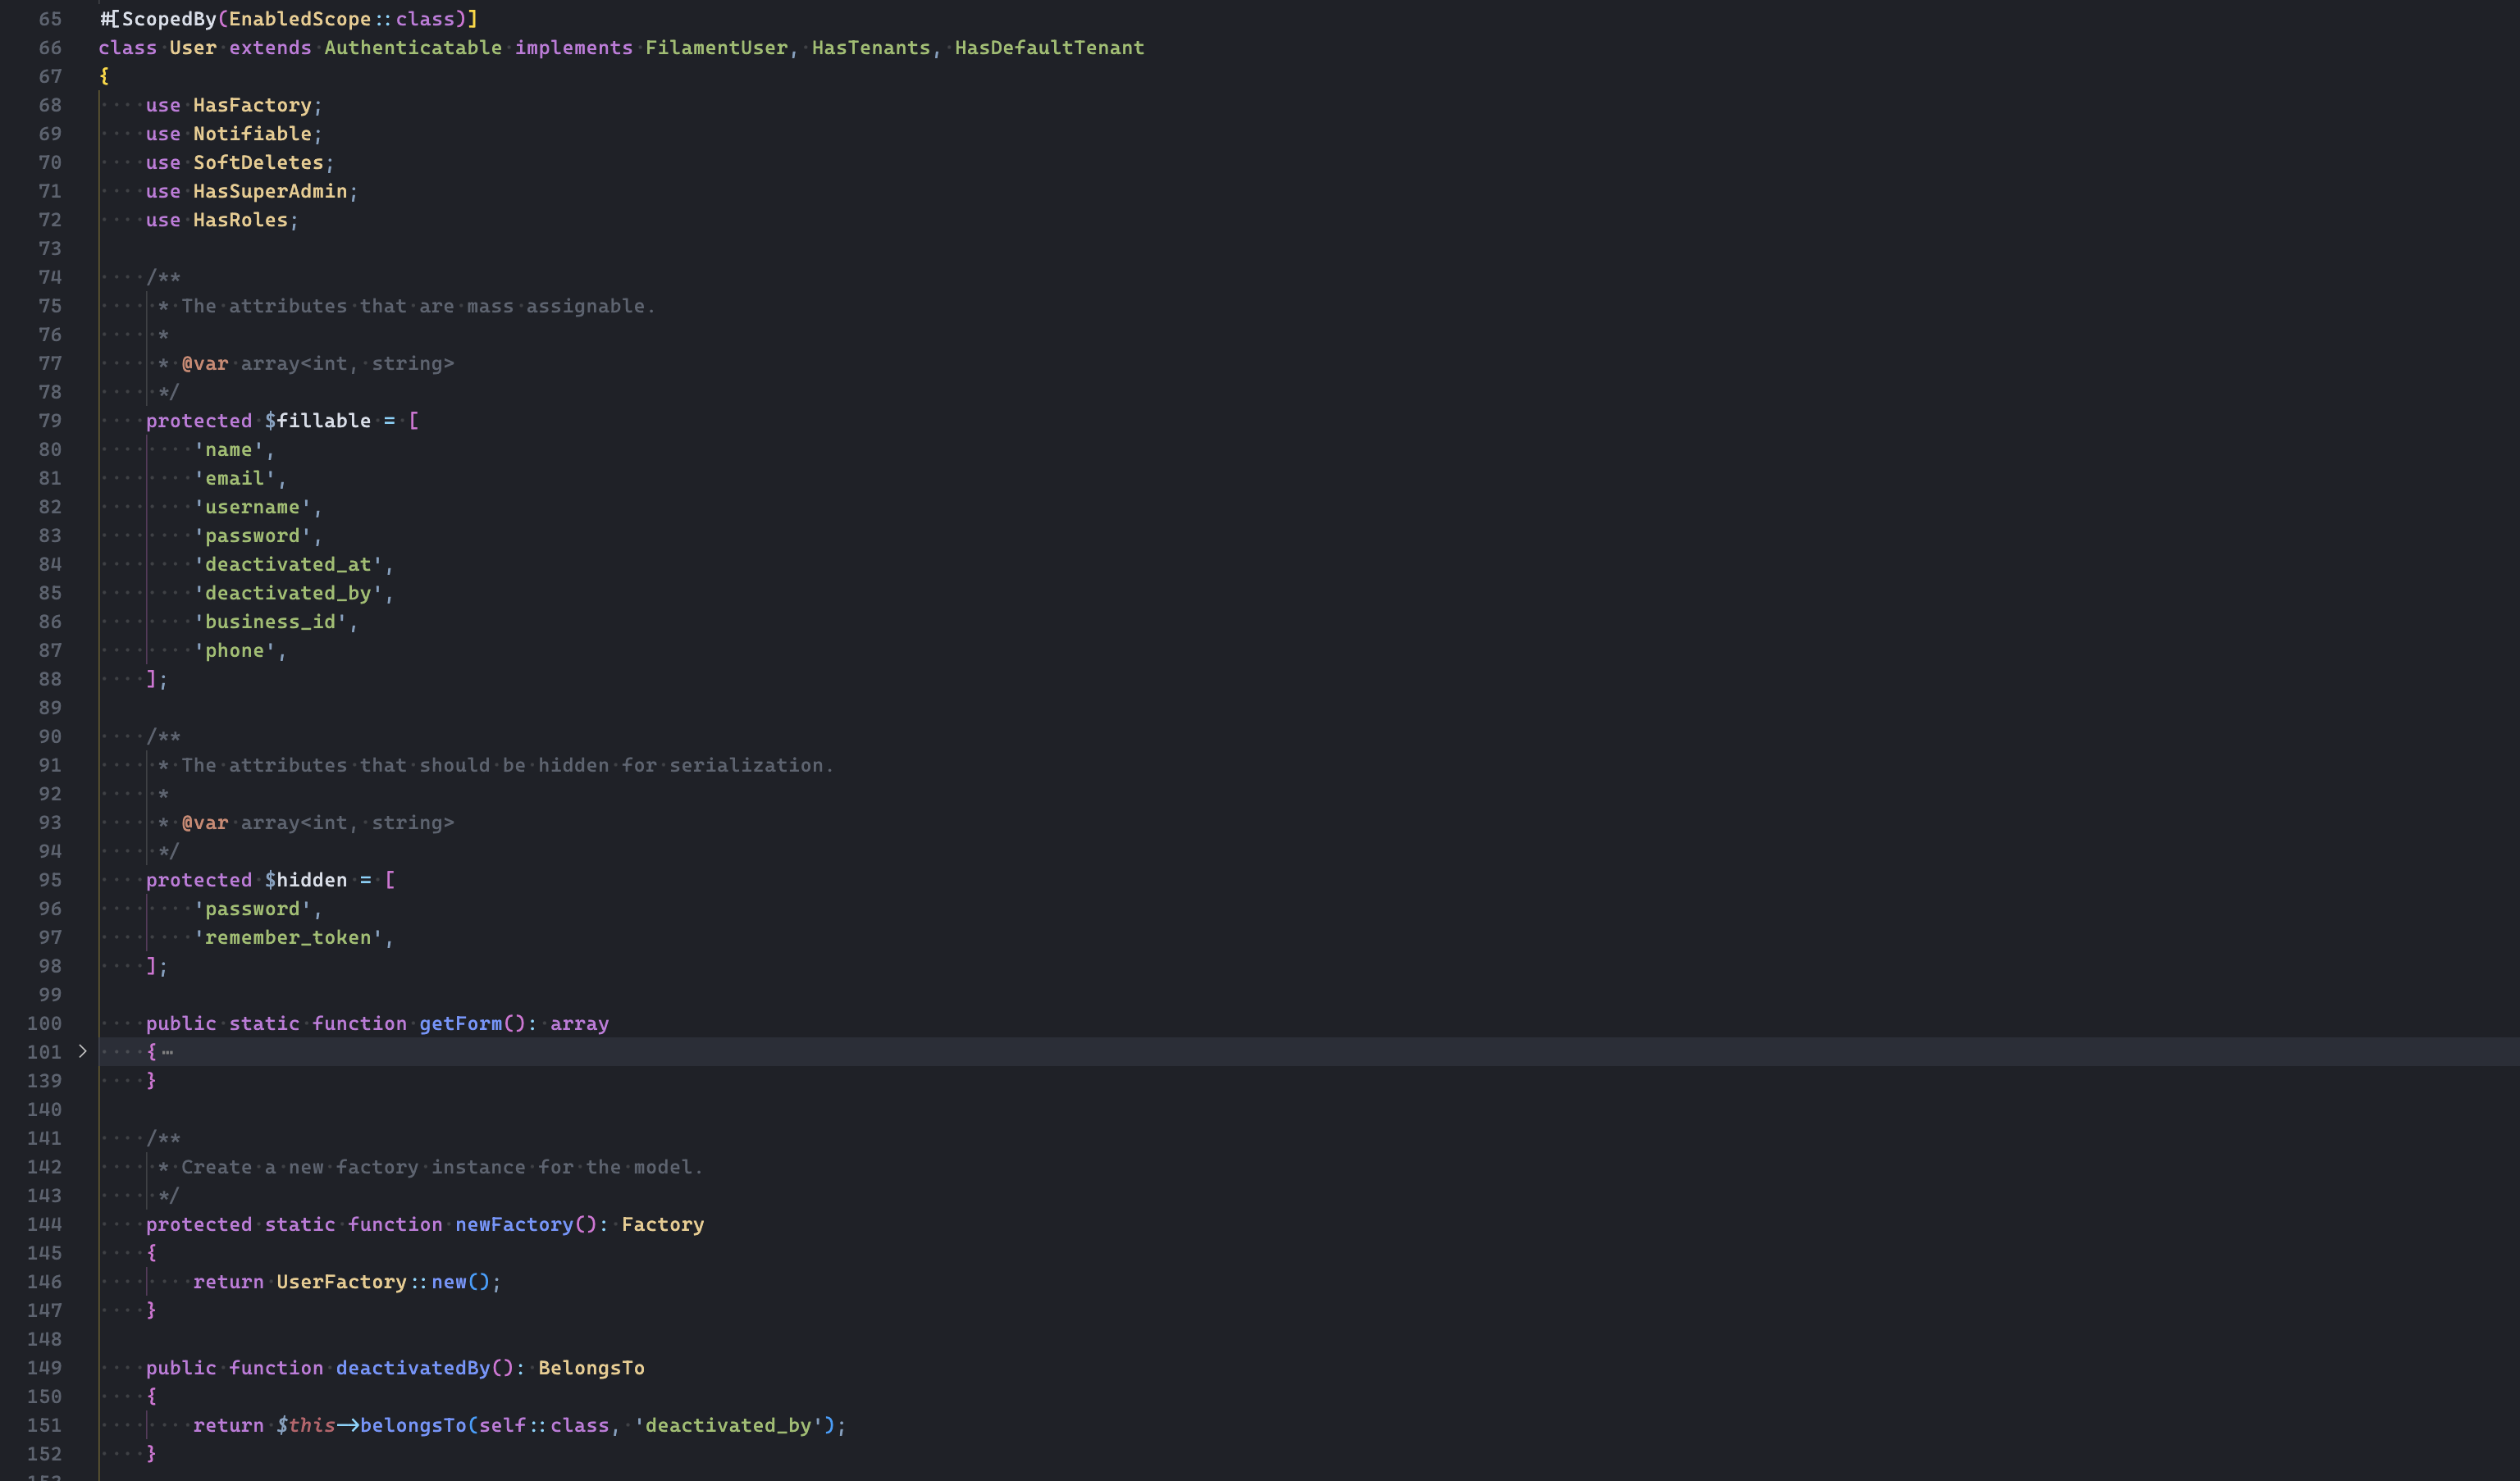 65 #[ScopedBy(EnabledScope::class)]
66 class User extends Authenticatable implements FilamentUser, HasTenants, HasDefaultTenant
67 {
68     use HasFactory;
69     use Notifiable;
70     use SoftDeletes;
71     use HasSuperAdmin;
72     use HasRoles;
73
74     /**
75      * The attributes that are mass assignable.
76      *
77      * @var array<int, string>
78      */
79     protected $fillable = [
80         'name',
81         'email',
82         'username',
83         'password',
84         'deactivated_at',
85         'deactivated_by',
86         'business_id',
87         'phone',
88     ];
89
90     /**
91      * The attributes that should be hidden for serialization.
92      *
93      * @var array<int, string>
94      */
95     protected $hidden = [
96         'password',
97         'remember_token',
98     ];
99
100     public static function getForm(): array
101     {…
139     }
140
141     /**
142      * Create a new factory instance for the model.
143      */
144     protected static function newFactory(): Factory
145     {
146         return UserFactory::new();
147     }
148
149     public function deactivatedBy(): BelongsTo
150     {
151         return $this->belongsTo(self::class, 'deactivated_by');
152     }